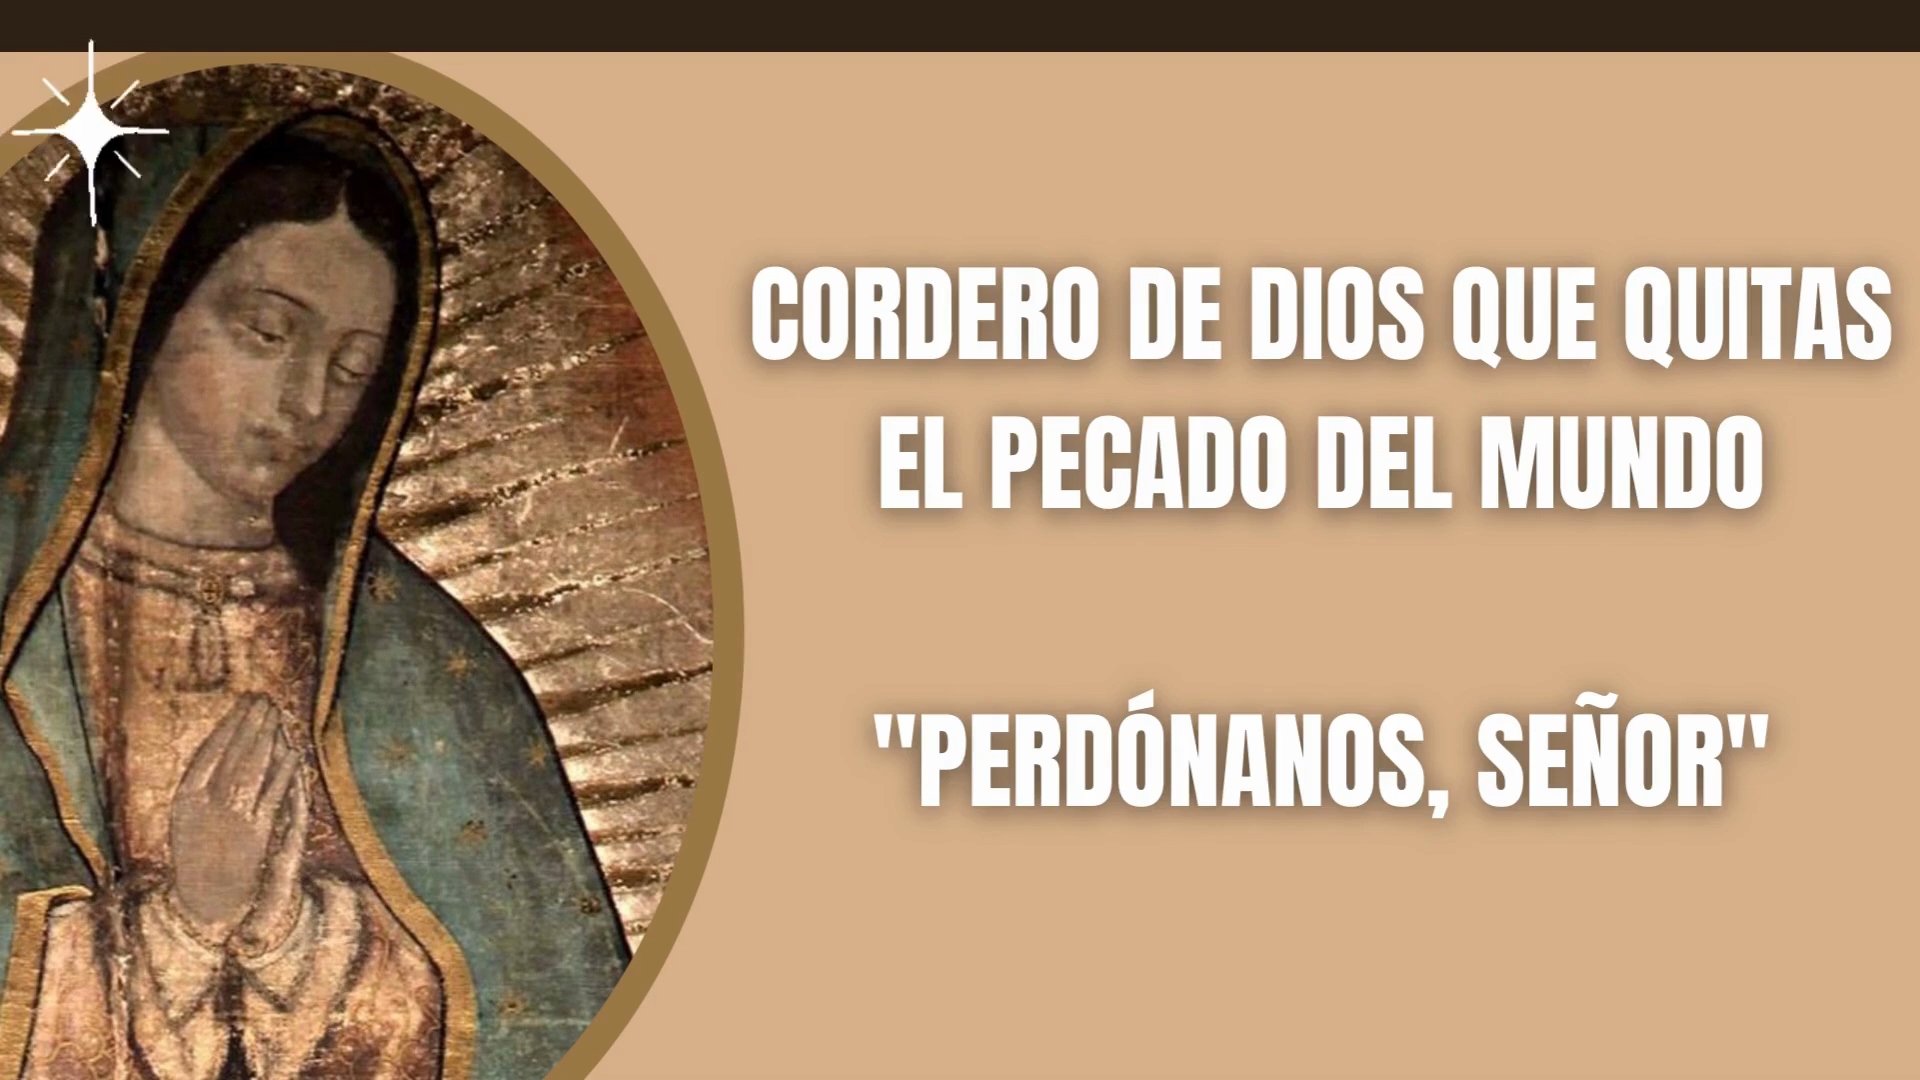 CORDERO DE DIOS QUE QUITAS
EL PECADO DEL MUNDO
"PERDÓNANOS, SEÑOR"